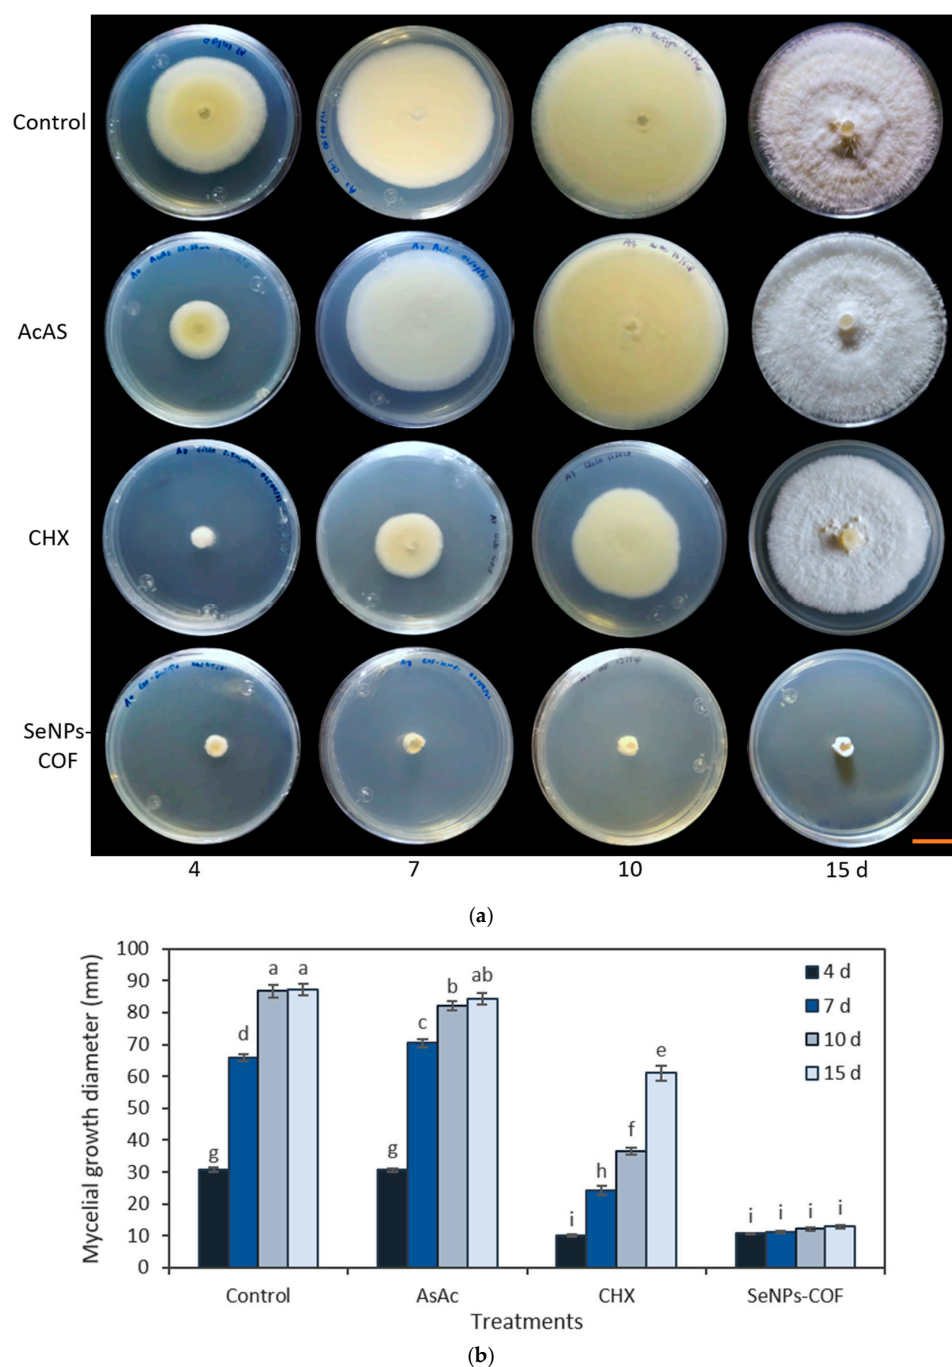 Control
AcAS
CHX
SeNPs-
COF
4 7 10 15 d
(a)
Mycelial growth diameter (mm)
100
90
80
70
60
50
40
30
20
10
0
g d a a
g c b ab
i h f e
i i i i
4 d
7 d
10 d
15 d
Control AsAc CHX SeNPs-COF
Treatments
(b)